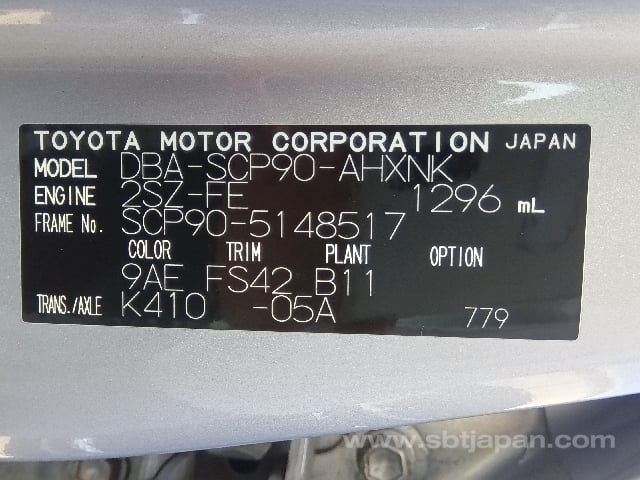 TOYOTA MOTOR CORPORATION JAPAN
MODEL DBA-SCP90-AHXNK
ENGINE 2SZ-FE 1296 mL
FRAME No. SCP90-5148517
COLOR TRIM PLANT OPTION
9AE FS42 B11
TRANS./AXLE K410 -05A 779
www.sbtjapan.com